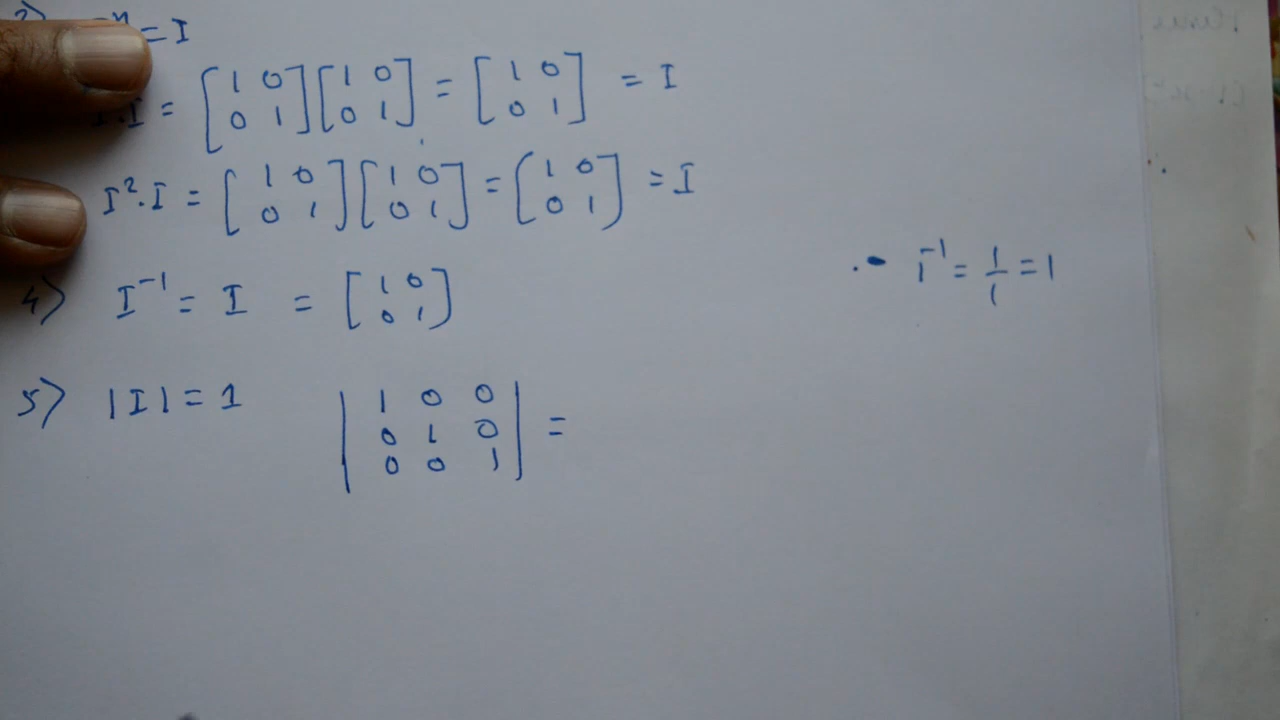 n = I
I.I = [1 0 0 1] [1 0 0 1] = [1 0 0 1] = I
I².I = [1 0 0 1] [1 0 0 1] = [1 0 0 1] = I
4) I⁻¹ = I = [1 0 0 1]
1⁻¹ = 1/1 = 1
5) |I| = 1 |1 0 0
0 1 0
0 0 1| =